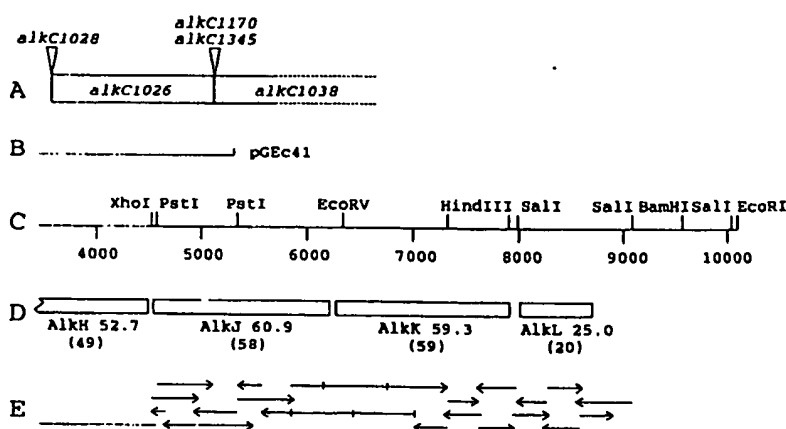 alkC1170
alkC1028 alkC1345
A alkC1026 alkC1038
B pGEc41
XhoI PstI PstI EcoRV HindIII SalI SalI BamHI SalI EcoRI
C
4000 5000 6000 7000 8000 9000 10000
D
AlkH 52.7 AlkJ 60.9 AlkK 59.3 AlkL 25.0
(49) (58) (59) (20)
E